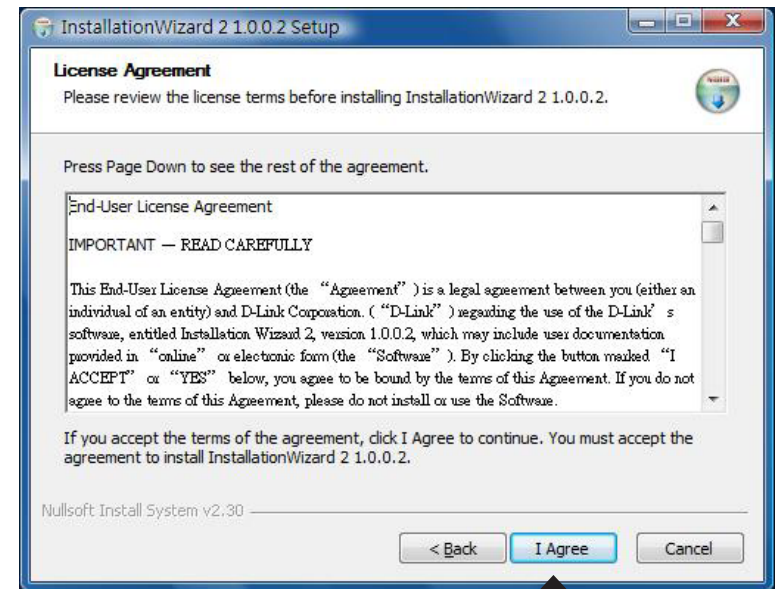 InstallationWizard 2 1.0.0.2 Setup
License Agreement
Please review the license terms before installing InstallationWizard 2 1.0.0.2.
Press Page Down to see the rest of the agreement.
End-User License Agreement
IMPORTANT — READ CAREFULLY
This End-User License Agreement (the “Agreement” ) is a legal agreement between you (either an
individual of an entity) and D-Link Corporation. ( “D-Link” ) regarding the use of the D-Link’ s
software, entitled Installation Wizard 2, version 1.0.0.2, which may include user documentation
provided in “online” or electronic form (the “Software” ). By clicking the button marked “I
ACCEPT” or “YES” below, you agree to be bound by the terms of this Agreement. If you do not
agree to the terms of this Agreement, please do not install or use the Software.
If you accept the terms of the agreement, click I Agree to continue. You must accept the
agreement to install InstallationWizard 2 1.0.0.2.
Nullsoft Install System v2.30
< Back
I Agree
Cancel